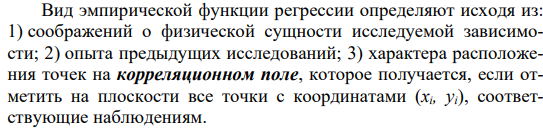 Вид эмпирической функции регрессии определяют исходя из:
1) соображений о физической сущности исследуемой зависимо-
сти; 2) опыта предыдущих исследований; 3) характера расположе-
ния точек на корреляционном поле, которое получается, если от-
метить на плоскости все точки с координатами (xi, yi), соответ-
ствующие наблюдениям.